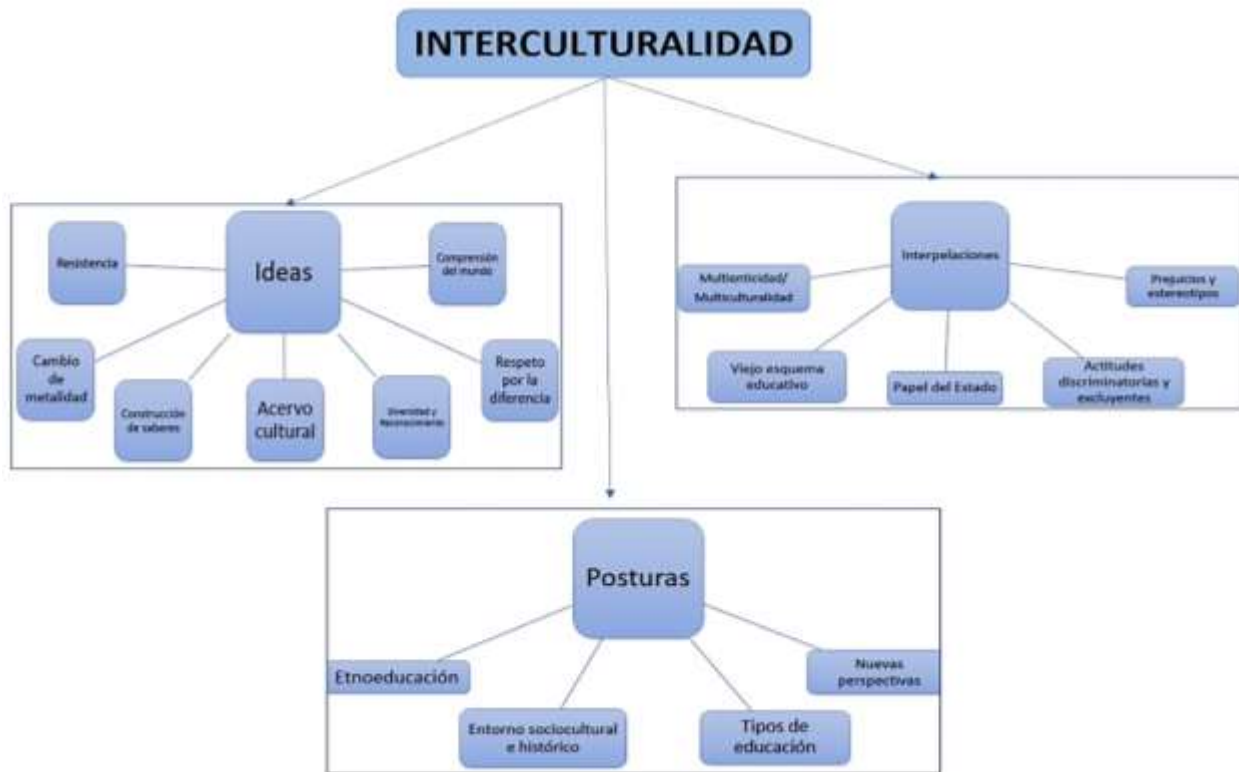 INTERCULTURALIDAD
Ideas
Resistencia
Comprensión
del mundo
Cambio
de
metalidad
Construcción
de saberes
Acervo
cultural
Diversidad y
Reconocimiento
Respeto
por la
diferencia
Interpelaciones
Multienticidad/
Multiculturalidad
Prejuicios y
estereotipos
Viejo esquema
educativo
Papel del Estado
Actitudes
discriminatorias y
excluyentes
Posturas
Etnoeducación
Nuevas
perspectivas
Entorno sociocultural
e histórico
Tipos de
educación